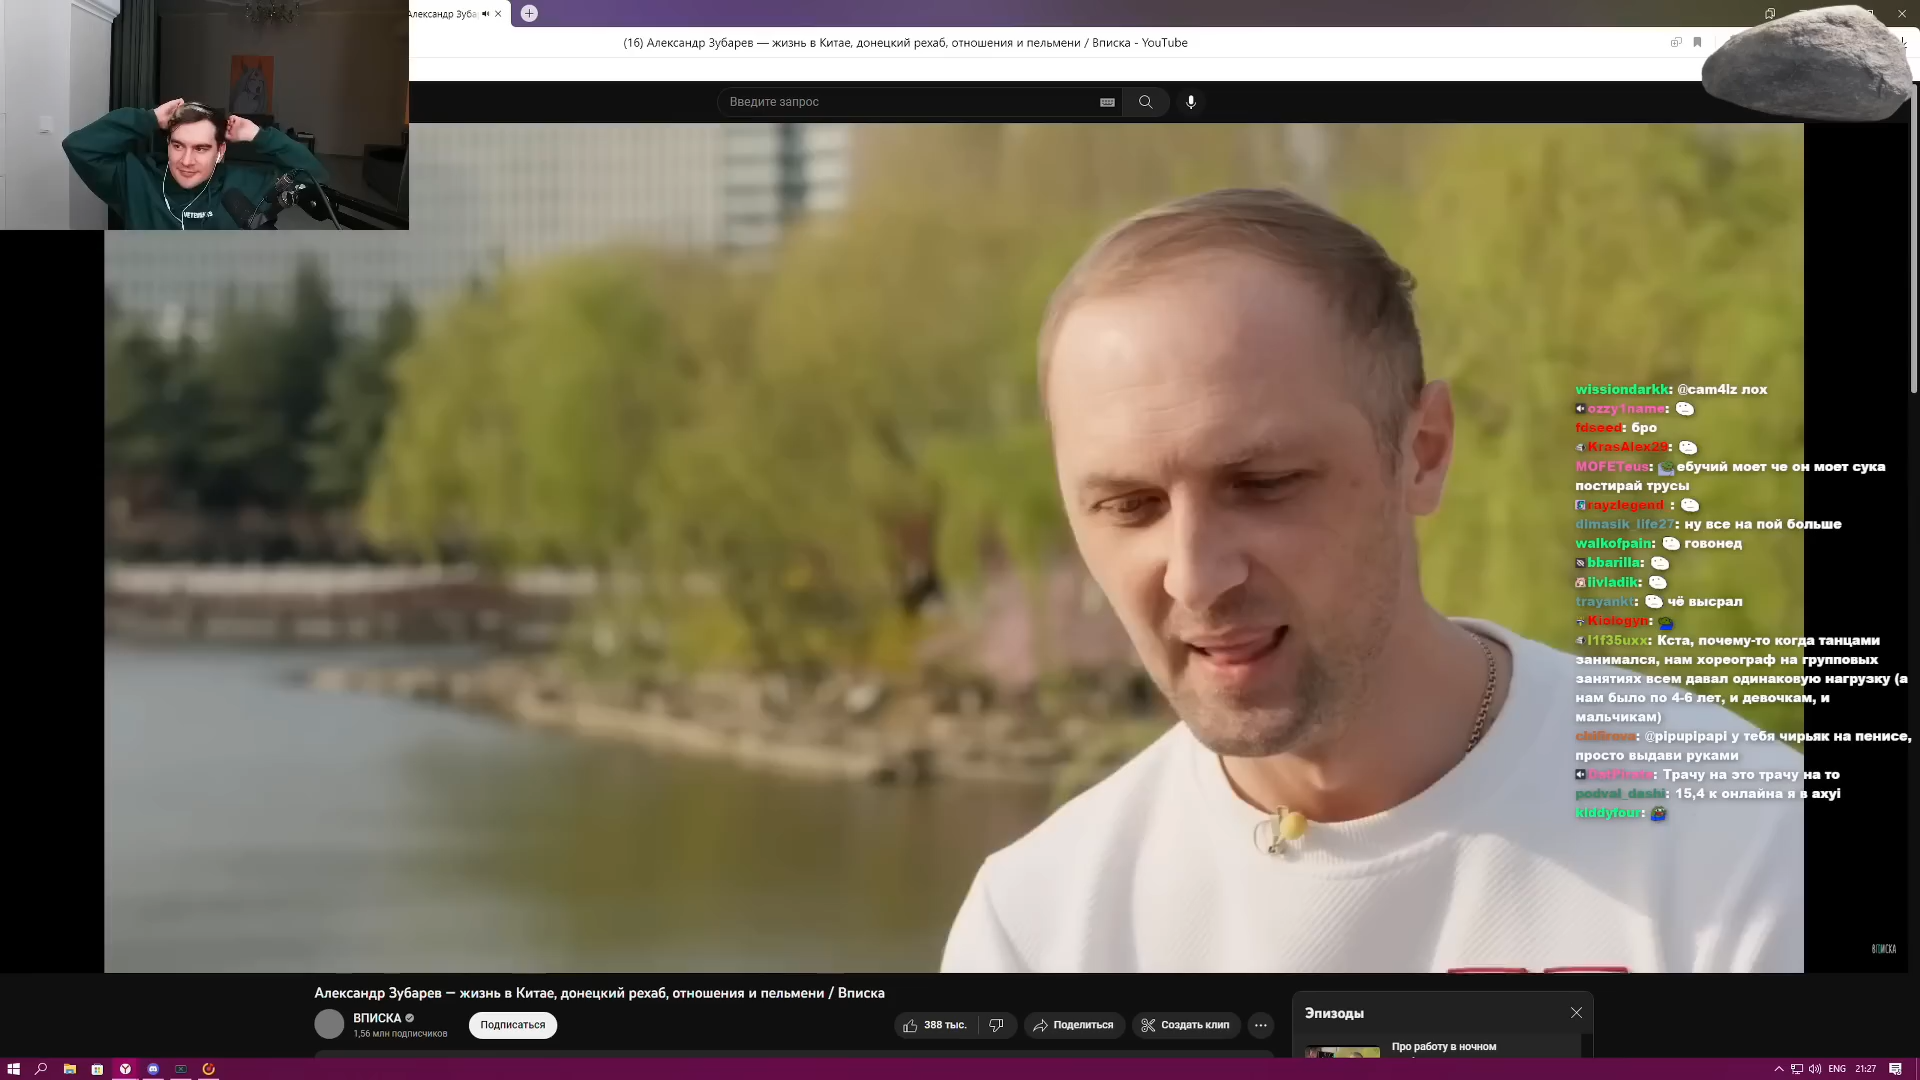 Александр Зуба
(16) Александр Зубарев — жизнь в Китае, донецкий рехаб, отношения и пельмени / Вписка - YouTube
Введите запрос
VETEMENTS
wissiondarkk: @cam4lz лох
ozzy1name:
fdseed: бро
KrasAlex29:
MOFETeus: ебучий моет че он моет сука
постирай трусы
rayzlegend :
dimasik_life27: ну все на пой больше
walkofpain: говонед
bbarilla:
iivladik:
trayankt: чё высрал
Kiologyn:
l1f35uxx: Кста, почему-то когда танцами
занимался, нам хореограф на групповых
занятиях всем давал одинаковую нагрузку (а
нам было по 4-6 лет, и девочкам, и
мальчикам)
: @pipupipapi у тебя чирьяк на пенисе,
просто выдави руками
: Трачу на это трачу на то
podval_dashi: 15,4 к онлайна я в axyi
kiddyfour:
ВПИСКА
Александр Зубарев — жизнь в Китае, донецкий рехаб, отношения и пельмени / Вписка
ВПИСКА
1,56 млн подписчиков
Подписаться
388 тыс.
Поделиться
Создать клип
Эпизоды
Про работу в ночном
ENG
21:27